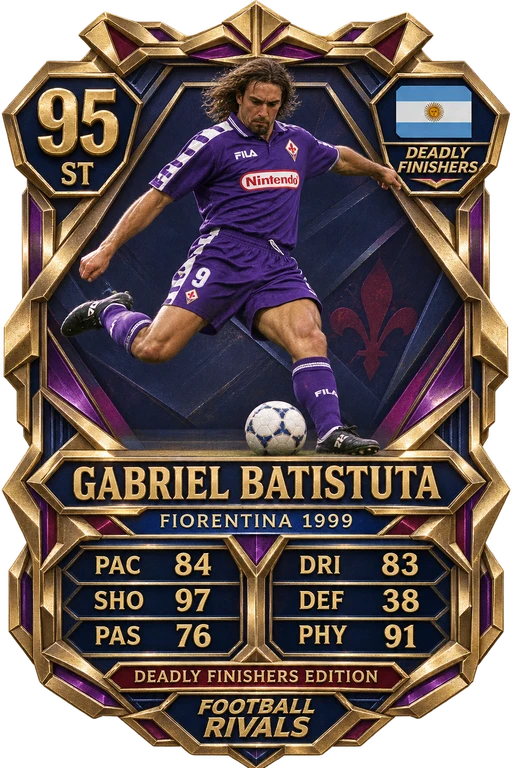 95
ST
DEADLY
FINISHERS
FILA
Nintendo
9
FILA
GABRIEL BATISTUTA
FIORENTINA 1999
PAC 84
SHO 97
PAS 76
DRI 83
DEF 38
PHY 91
DEADLY FINISHERS EDITION
FOOTBALL
RIVALS